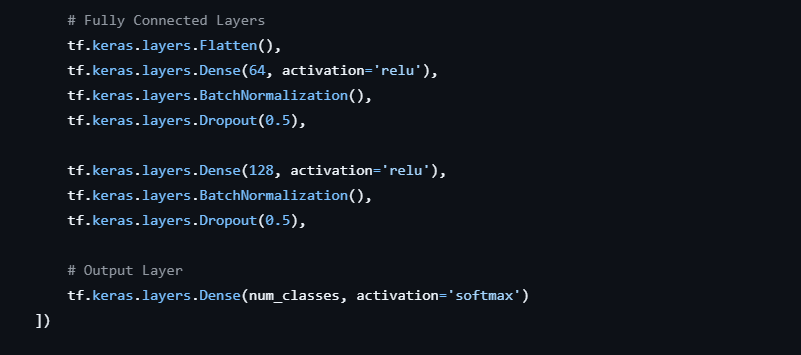 # Fully Connected Layers
tf.keras.layers.Flatten(),
tf.keras.layers.Dense(64, activation='relu'),
tf.keras.layers.BatchNormalization(),
tf.keras.layers.Dropout(0.5),
tf.keras.layers.Dense(128, activation='relu'),
tf.keras.layers.BatchNormalization(),
tf.keras.layers.Dropout(0.5),
# Output Layer
tf.keras.layers.Dense(num_classes, activation='softmax')
])